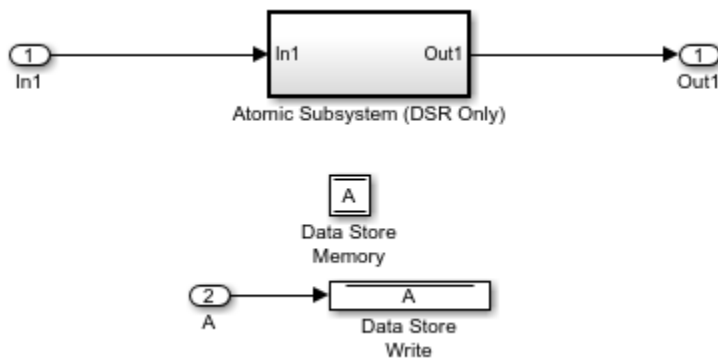 1
In1
In1
Out1
1
Out1
Atomic Subsystem (DSR Only)
A
Data Store
Memory
2
A
A
Data Store
Write